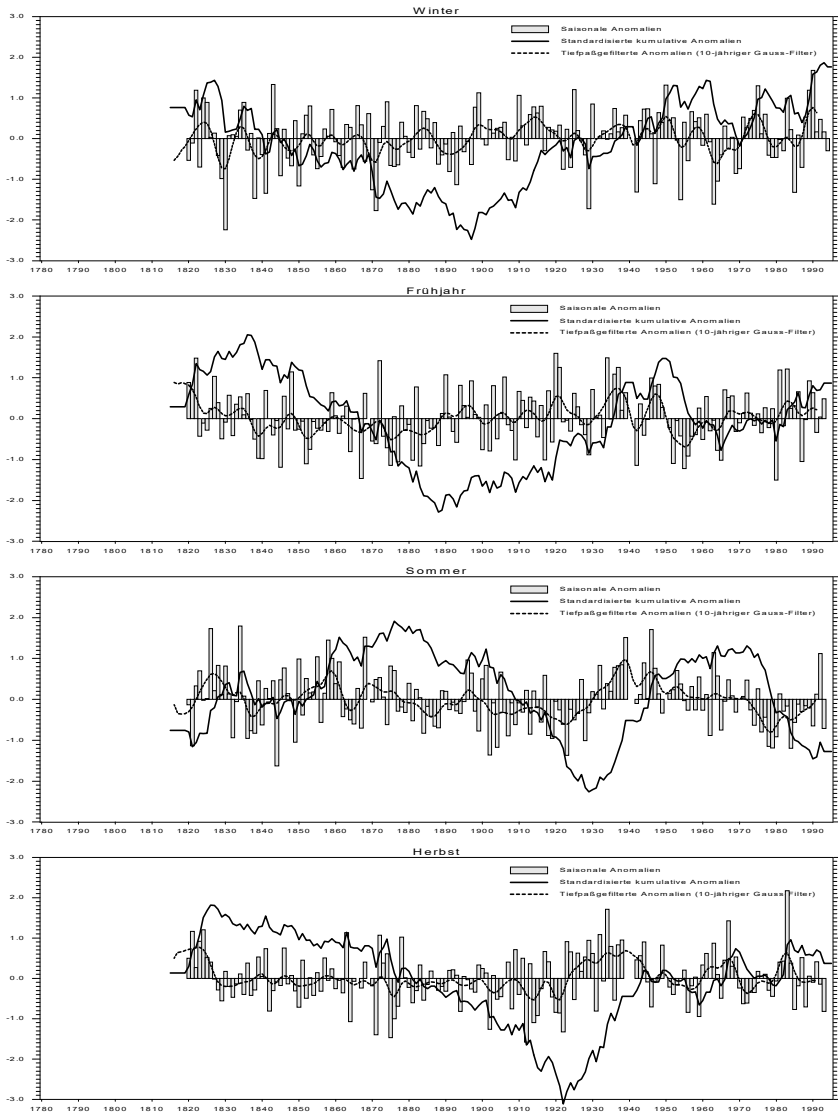 Winter
3.0
Saisonale Anomalien
Standardisierte kumulative Anomalien
Tiefpaßgefilterte Anomalien (10-jähriger Gauss-Filter)
2.0
1.0
0.0
-1.0
-2.0
-3.0
1780 1790 1800 1810 1820 1830 1840 1850 1860 1870 1880 1890 1900 1910 1920 1930 1940 1950 1960 1970 1980 1990
Frühjahr
3.0
Saisonale Anomalien
Standardisierte kumulative Anomalien
Tiefpaßgefilterte Anomalien (10-jähriger Gauss-Filter)
2.0
1.0
0.0
-1.0
-2.0
-3.0
1780 1790 1800 1810 1820 1830 1840 1850 1860 1870 1880 1890 1900 1910 1920 1930 1940 1950 1960 1970 1980 1990
Sommer
3.0
Saisonale Anomalien
Standardisierte kumulative Anomalien
Tiefpaßgefilterte Anomalien (10-jähriger Gauss-Filter)
2.0
1.0
0.0
-1.0
-2.0
-3.0
1780 1790 1800 1810 1820 1830 1840 1850 1860 1870 1880 1890 1900 1910 1920 1930 1940 1950 1960 1970 1980 1990
Herbst
3.0
Saisonale Anomalien
Standardisierte kumulative Anomalien
Tiefpaßgefilterte Anomalien (10-jähriger Gauss-Filter)
2.0
1.0
0.0
-1.0
-2.0
-3.0
1780 1790 1800 1810 1820 1830 1840 1850 1860 1870 1880 1890 1900 1910 1920 1930 1940 1950 1960 1970 1980 1990